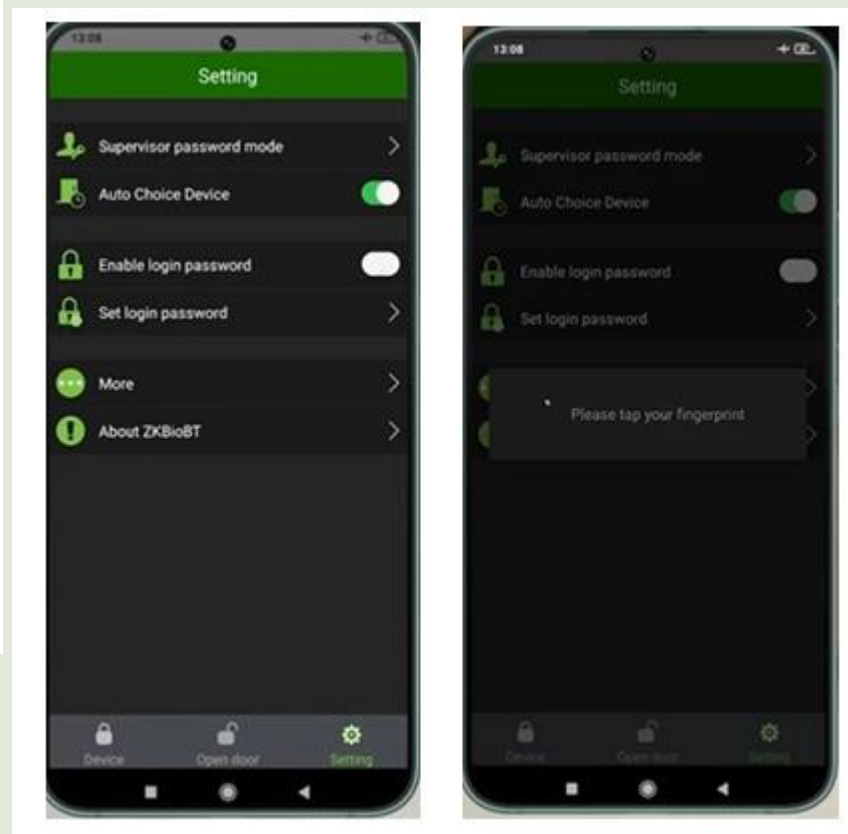 13:08
Setting
Supervisor password mode
Auto Choice Device
Enable login password
Set login password
More
About ZKBioBT
Device
Open door
Setting
13:08
Setting
Supervisor password mode
Auto Choice Device
Enable login password
Set login password
Please tap your fingerprint
Device
Open door
Setting